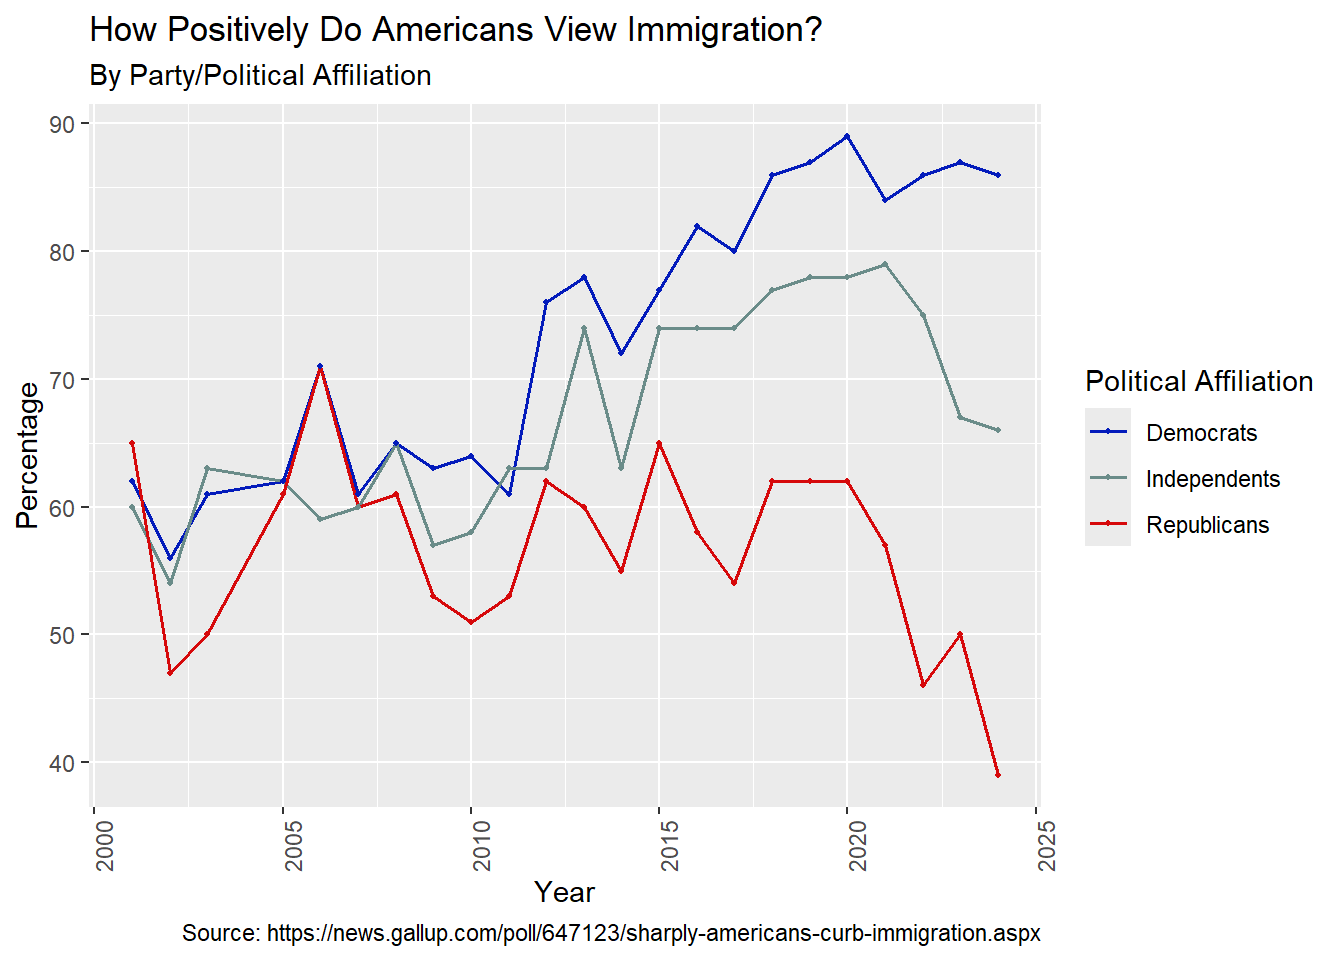 How Positively Do Americans View Immigration?
By Party/Political Affiliation
90
80
70
60
50
40
Percentage
2000
2005
2010
2015
2020
2025
Year
Political Affiliation
Democrats
Independents
Republicans
Source: https://news.gallup.com/poll/647123/sharply-americans-curb-immigration.aspx